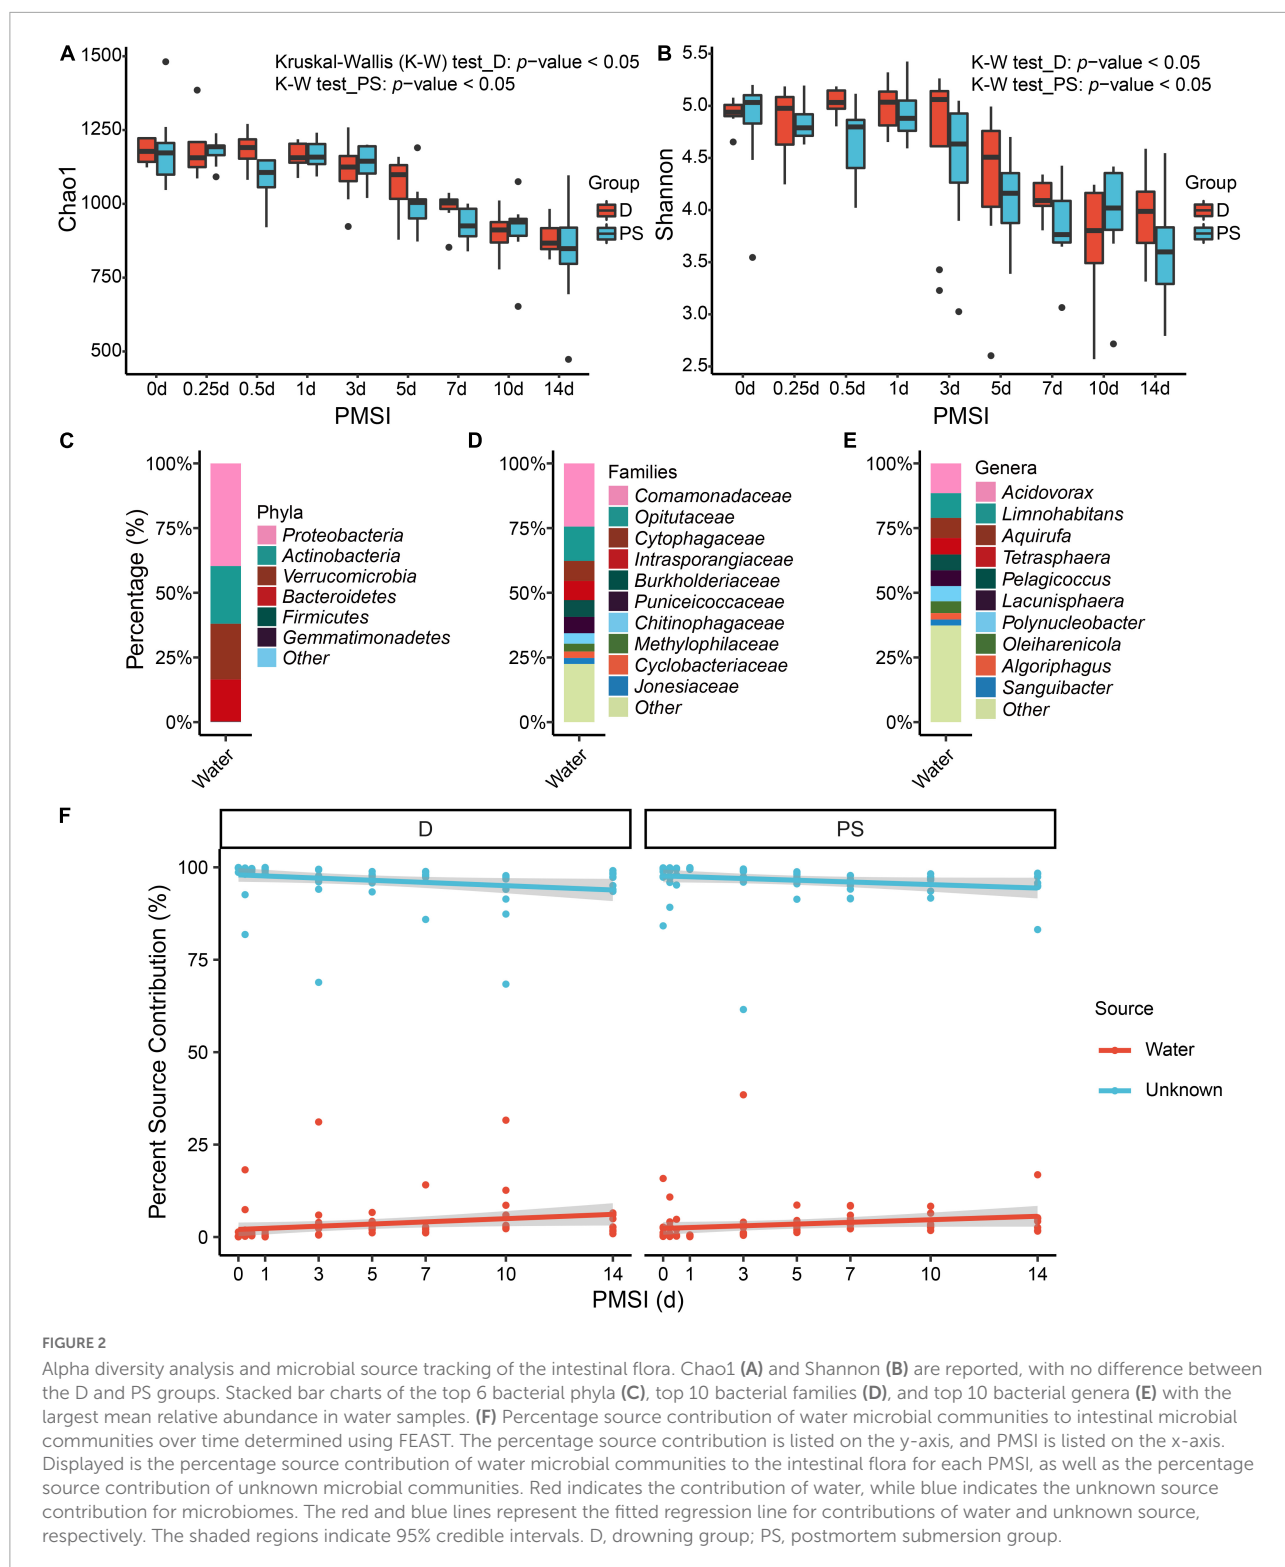 A
Kruskal-Wallis (K-W) test_D: p−value < 0.05
K-W test_PS: p−value < 0.05
1500
1250
1000
750
500
Chao1
0d 0.25d 0.5d 1d 3d 5d 7d 10d 14d
PMSI
Group
D
PS
B
K-W test_D: p−value < 0.05
K-W test_PS: p−value < 0.05
5.5
5.0
4.5
4.0
3.5
3.0
2.5
Shannon
0d 0.25d 0.5d 1d 3d 5d 7d 10d 14d
PMSI
Group
D
PS
C
Percentage (%)
100%
75%
50%
25%
0%
Water
Phyla
Proteobacteria
Actinobacteria
Verrucomicrobia
Bacteroidetes
Firmicutes
Gemmatimonadetes
Other
D
100%
75%
50%
25%
0%
Water
Families
Comamonadaceae
Opitutaceae
Cytophagaceae
Intrasporangiaceae
Burkholderiaceae
Puniceicoccaceae
Chitinophagaceae
Methylophilaceae
Cyclobacteriaceae
Jonesiaceae
Other
E
100%
75%
50%
25%
0%
Water
Genera
Acidovorax
Limnohabitans
Aquirufa
Tetrasphaera
Pelagicoccus
Lacunisphaera
Polynucleobacter
Oleiharenicola
Algoriphagus
Sanguibacter
Other
F
D
PS
Percent Source Contribution (%)
100
75
50
25
0
0 1 3 5 7 10 14
0 1 3 5 7 10 14
PMSI (d)
Source
Water
Unknown
FIGURE 2
Alpha diversity analysis and microbial source tracking of the intestinal flora. Chao1 (A) and Shannon (B) are reported, with no difference between
the D and PS groups. Stacked bar charts of the top 6 bacterial phyla (C), top 10 bacterial families (D), and top 10 bacterial genera (E) with the
largest mean relative abundance in water samples. (F) Percentage source contribution of water microbial communities to intestinal microbial
communities over time determined using FEAST. The percentage source contribution is listed on the y-axis, and PMSI is listed on the x-axis.
Displayed is the percentage source contribution of water microbial communities to the intestinal flora for each PMSI, as well as the percentage
source contribution of unknown microbial communities. Red indicates the contribution of water, while blue indicates the unknown source
contribution for microbiomes. The red and blue lines represent the fitted regression line for contributions of water and unknown source,
respectively. The shaded regions indicate 95% credible intervals. D, drowning group; PS, postmortem submersion group.